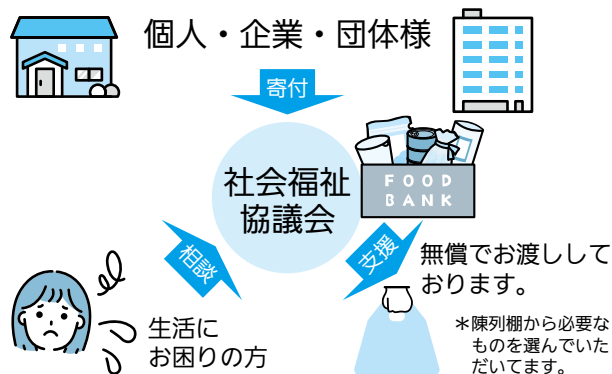 個人・企業・団体様
寄付
社会福祉
協議会
FOOD
BANK
相談
支援
無償でお渡しして
おります。
生活に
お困りの方
＊陳列棚から必要な
ものを選んでいた
だいてます。